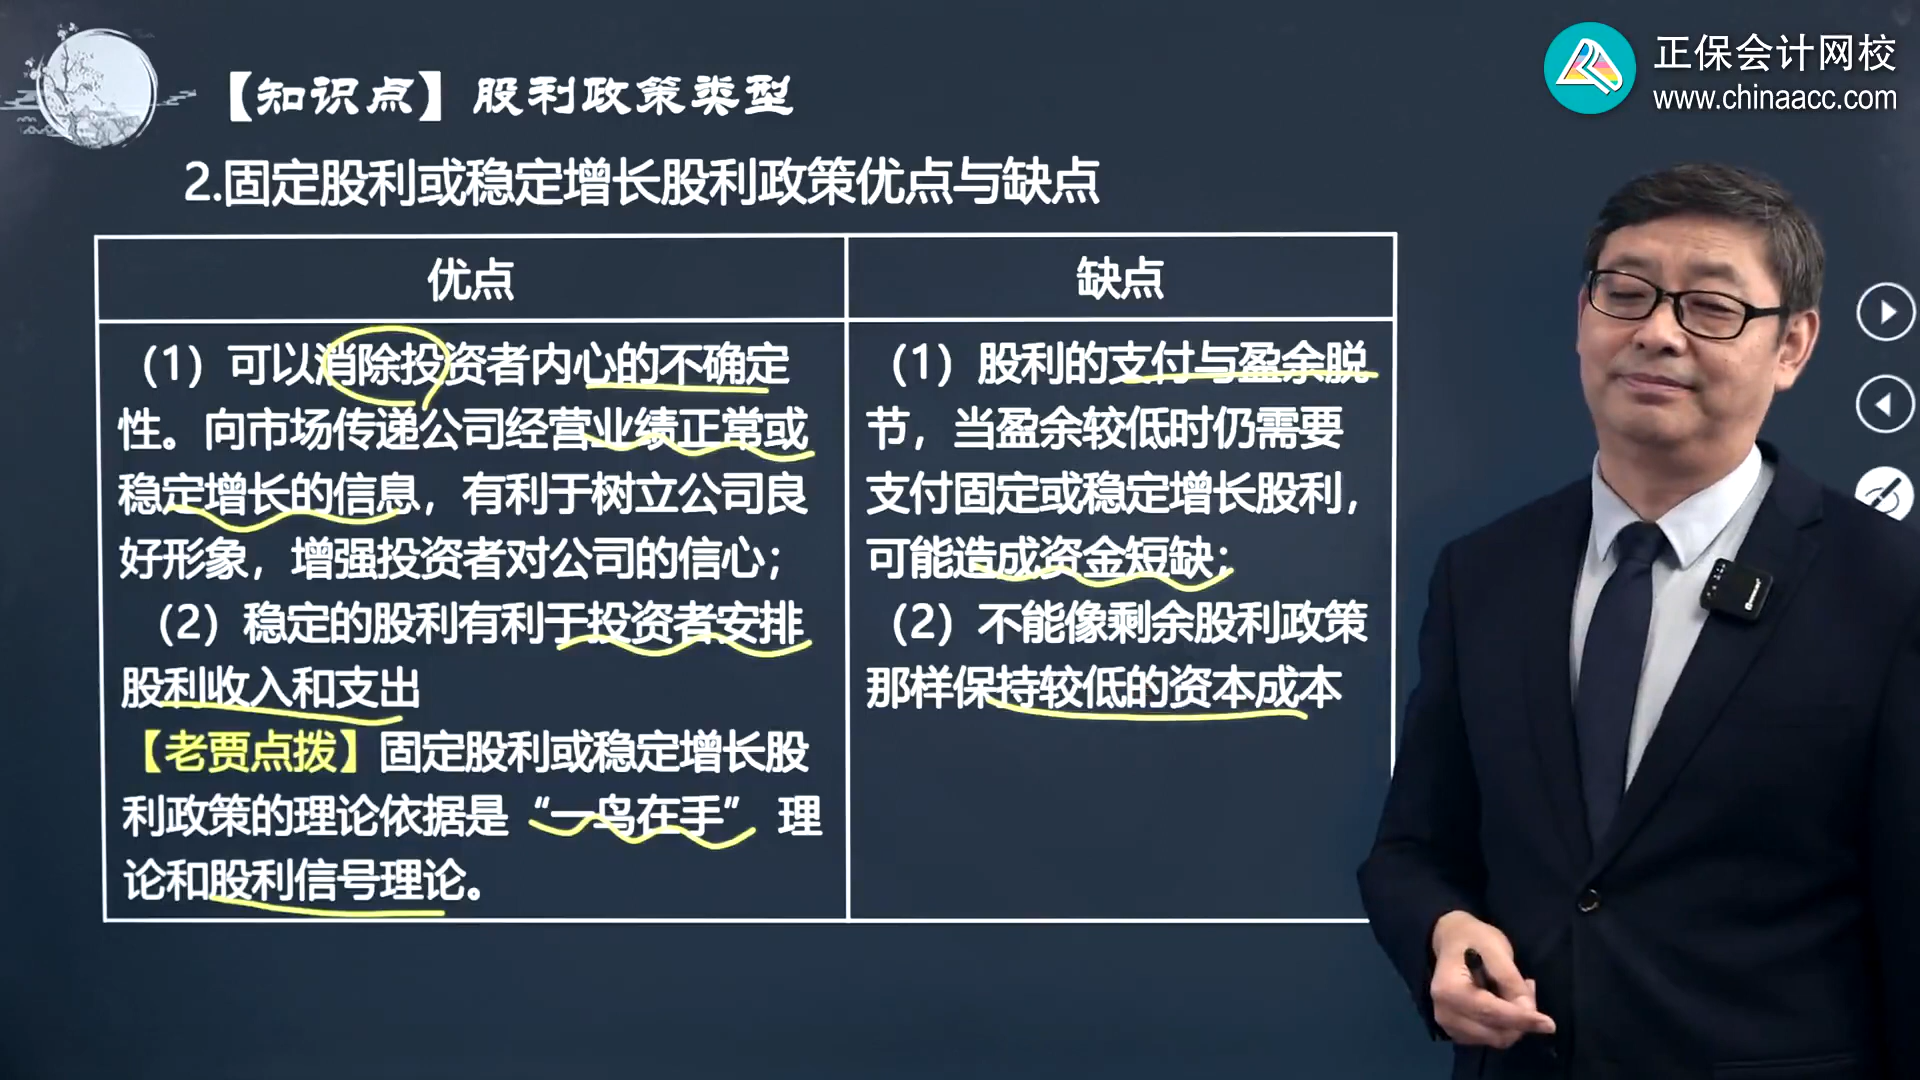 正保会计网校
www.chinaacc.com
【知识点】股利政策类型
2.固定股利或稳定增长股利政策优点与缺点
优点
（1）可以消除投资者内心的不确定
性。向市场传递公司经营业绩正常或
稳定增长的信息，有利于树立公司良
好形象，增强投资者对公司的信心；
（2）稳定的股利有利于投资者安排
股利收入和支出
【老贾点拨】固定股利或稳定增长股
利政策的理论依据是“一鸟在手”理
论和股利信号理论。
缺点
（1）股利的支付与盈余脱
节，当盈余较低时仍需要
支付固定或稳定增长股利，
可能造成资金短缺；
（2）不能像剩余股利政策
那样保持较低的资本成本